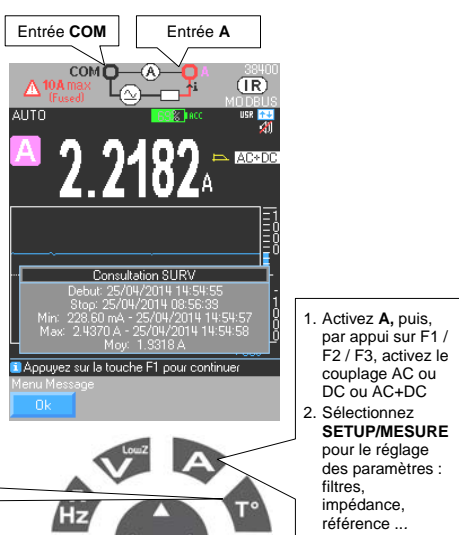 Entrée COM
Entrée A
COM
A
A
38400
10A max
(Fused)
i
IR
MODBUS
AUTO
ACC
USR
A
2.2182 A
AC+DC
Consultation SURV
Debut: 25/04/2014 14:54:55
Stop: 25/04/2014 08:56:39
Min: 228.60 mA - 25/04/2014 14:54:57
Max: 2.4370 A - 25/04/2014 14:54:58
Moy: 1.9318 A
Appuyez sur la touche F1 pour continuer
Menu Message
Ok
1. Activez A, puis,
par appui sur F1 /
F2 / F3, activez le
couplage AC ou
DC ou AC+DC
2. Sélectionnez
SETUP/MESURE
pour le réglage
des paramètres :
filtres,
impédance,
référence ...
LowZ
V
A
Hz
T°